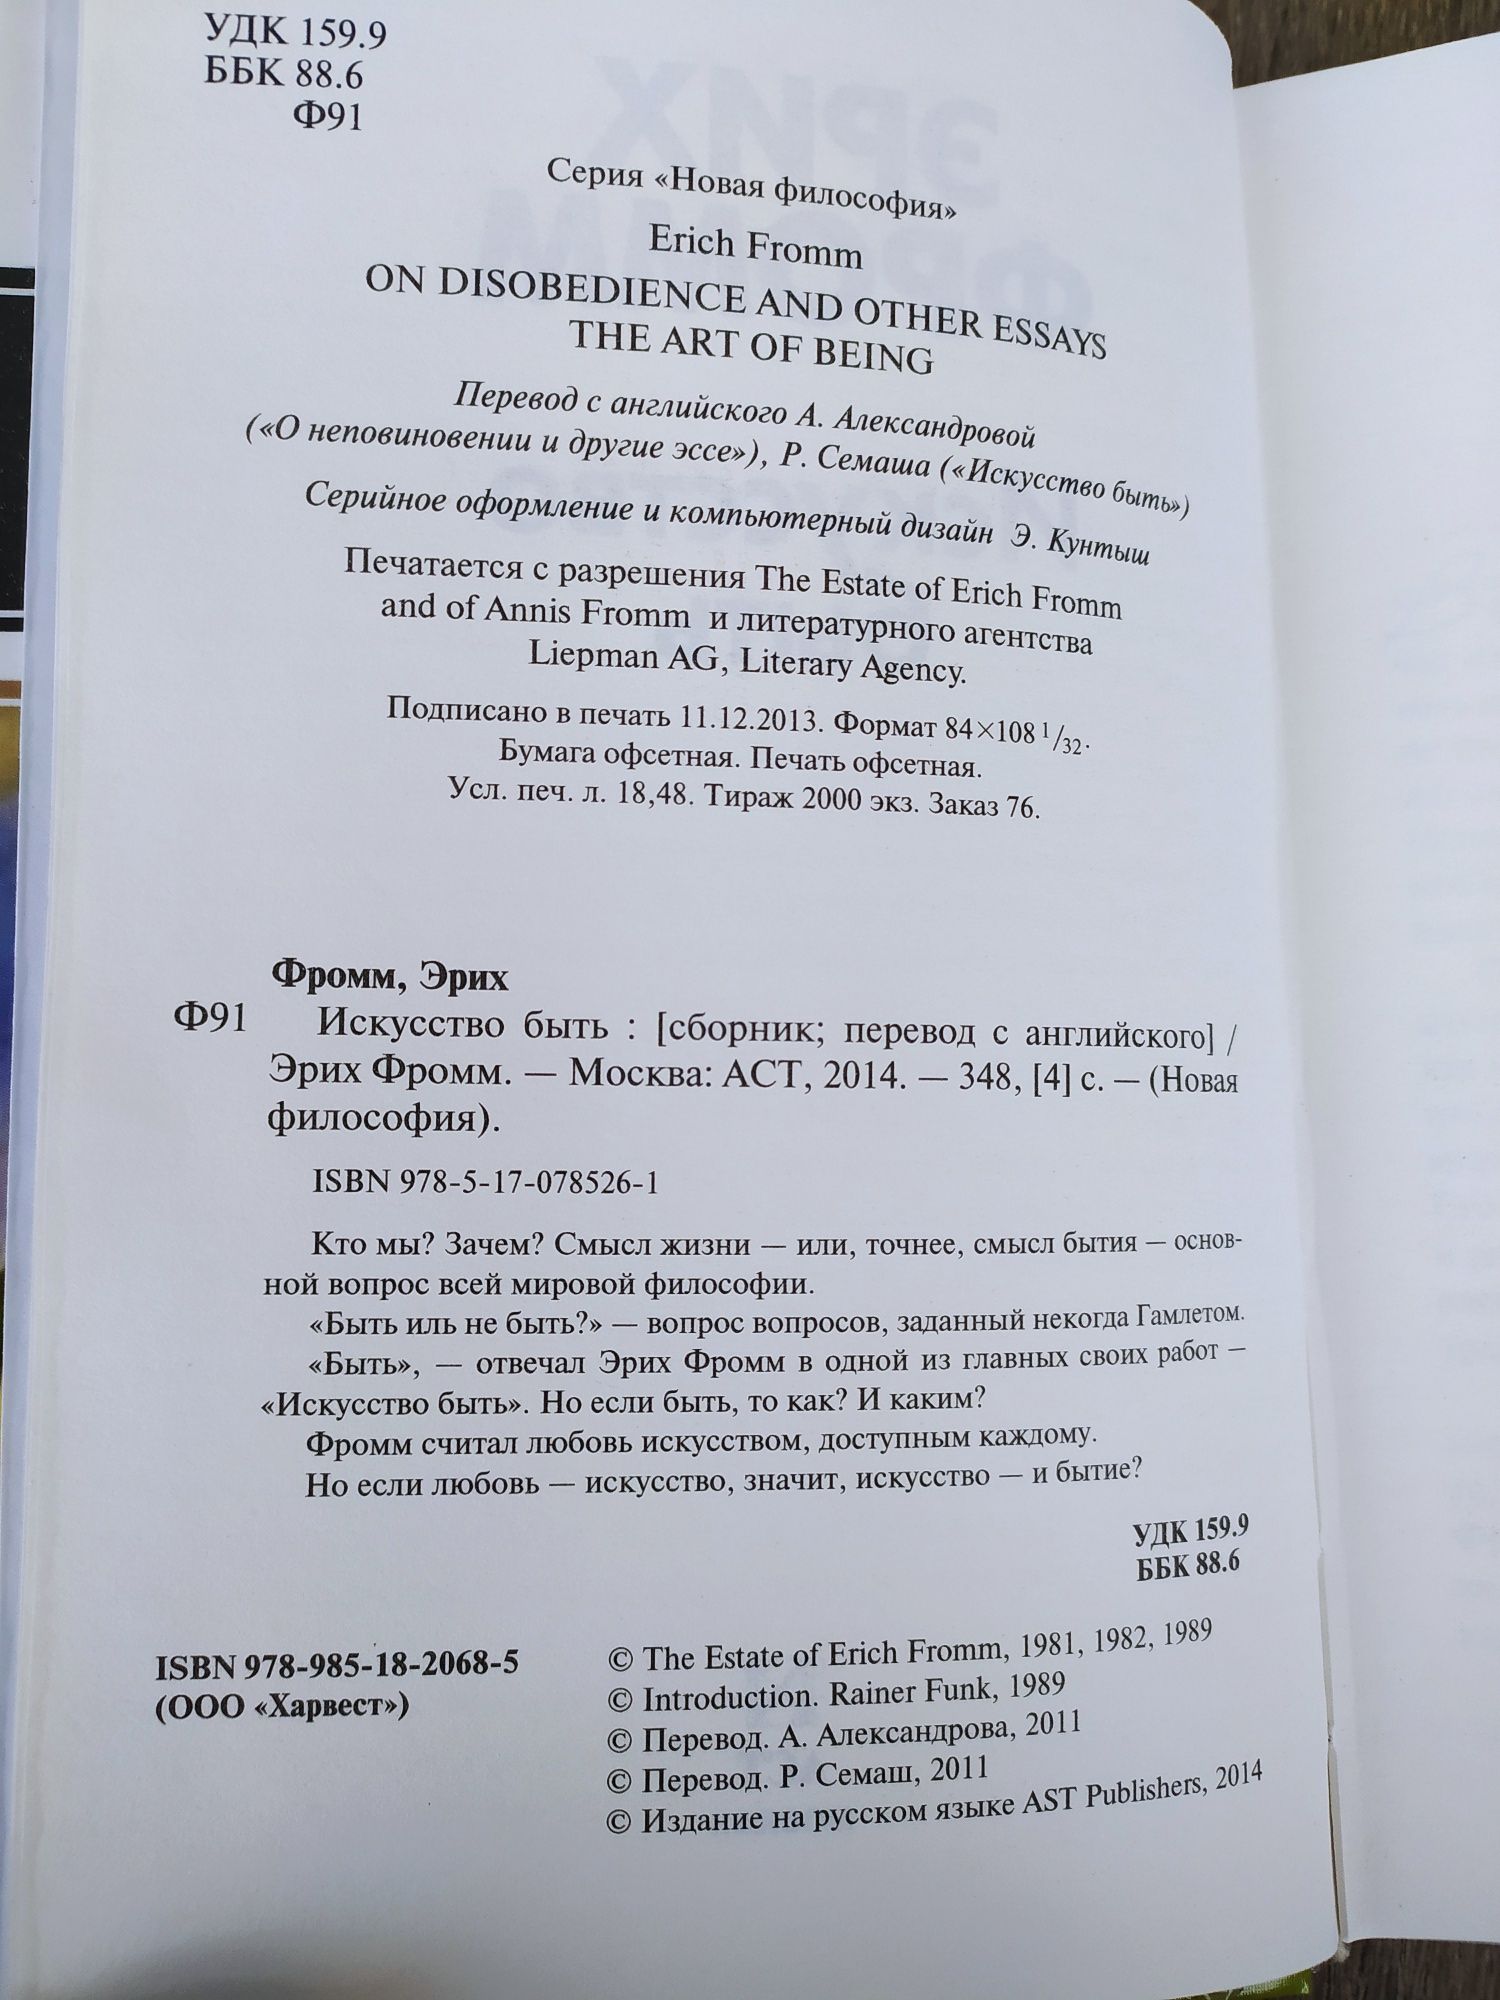 УДК 159.9
ББК 88.6
Ф91
Серия «Новая философия»
Erich Fromm
ON DISOBEDIENCE AND OTHER ESSAYS
THE ART OF BEING
Перевод с английского А. Александровой
(«О неповиновении и другие эссе»), Р. Семаша («Искусство быть»)
Серийное оформление и компьютерный дизайн Э. Кунтыш
Печатается с разрешения The Estate of Erich Fromm
and of Annis Fromm и литературного агентства
Liepman AG, Literary Agency.
Подписано в печать 11.12.2013. Формат 84×108 1/32.
Бумага офсетная. Печать офсетная.
Усл. печ. л. 18,48. Тираж 2000 экз. Заказ 76.
Фромм, Эрих
Ф91 Искусство быть : [сборник; перевод с английского] /
Эрих Фромм. — Москва: АСТ, 2014. — 348, [4] с. — (Новая
философия).
ISBN 978-5-17-078526-1
Кто мы? Зачем? Смысл жизни — или, точнее, смысл бытия — основ-
ной вопрос всей мировой философии.
«Быть иль не быть?» — вопрос вопросов, заданный некогда Гамлетом.
«Быть», — отвечал Эрих Фромм в одной из главных своих работ —
«Искусство быть». Но если быть, то как? И каким?
Фромм считал любовь искусством, доступным каждому.
Но если любовь — искусство, значит, искусство — и бытие?
УДК 159.9
ББК 88.6
ISBN 978-985-18-2068-5
(ООО «Харвест»)
© The Estate of Erich Fromm, 1981, 1982, 1989
© Introduction. Rainer Funk, 1989
© Перевод. А. Александрова, 2011
© Перевод. Р. Семаш, 2011
© Издание на русском языке AST Publishers, 2014